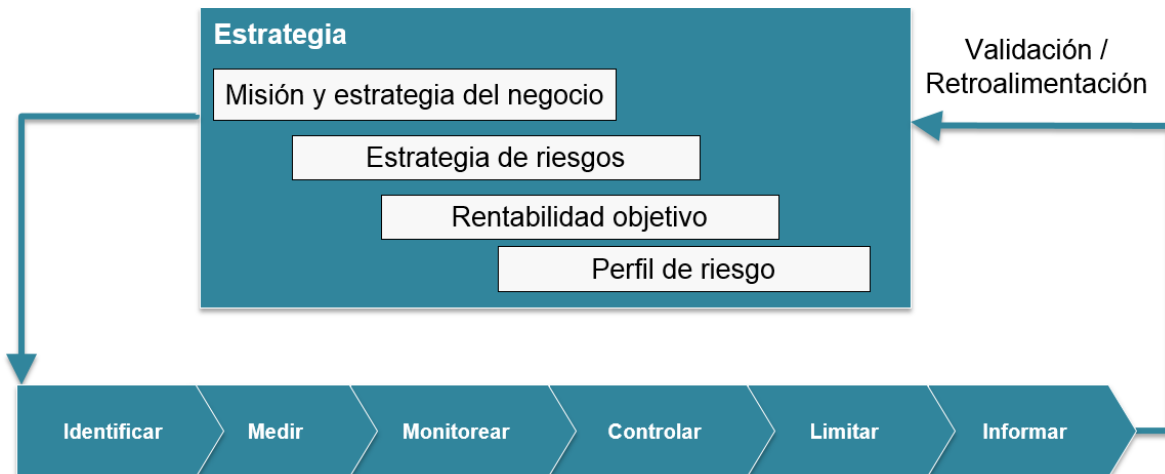 Estrategia
Misión y estrategia del negocio
Estrategia de riesgos
Rentabilidad objetivo
Perfil de riesgo
Validación /
Retroalimentación
Identificar
Medir
Monitorear
Controlar
Limitar
Informar